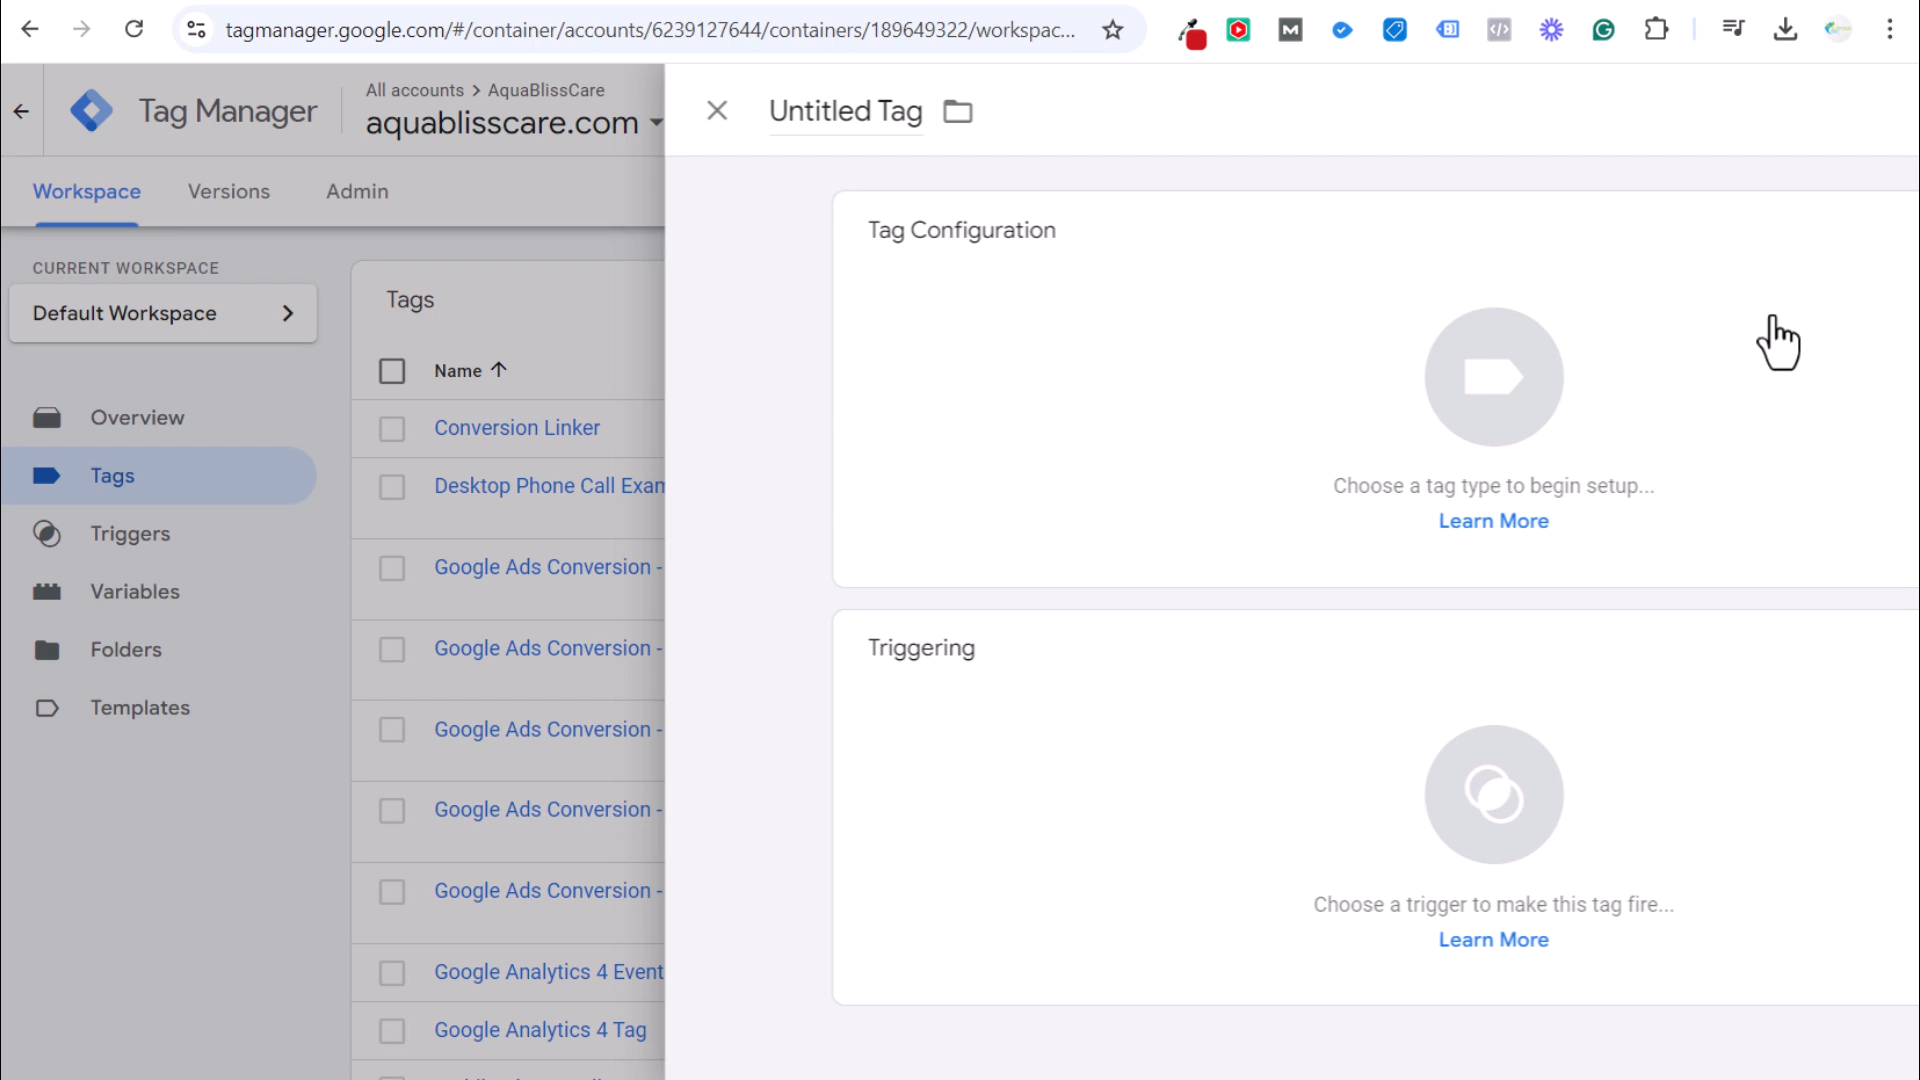 tagmanager.google.com/#/container/accounts/6239127644/containers/189649322/workspac...
Tag Manager
All accounts > AquaBlissCare
aquablisscare.com
Untitled Tag
Workspace
Versions
Admin
CURRENT WORKSPACE
Default Workspace
Overview
Tags
Triggers
Variables
Folders
Templates
Tags
Name
Conversion Linker
Desktop Phone Call Exam
Google Ads Conversion -
Google Ads Conversion -
Google Ads Conversion -
Google Ads Conversion -
Google Ads Conversion -
Google Analytics 4 Event
Google Analytics 4 Tag
Tag Configuration
Choose a tag type to begin setup...
Learn More
Triggering
Choose a trigger to make this tag fire...
Learn More